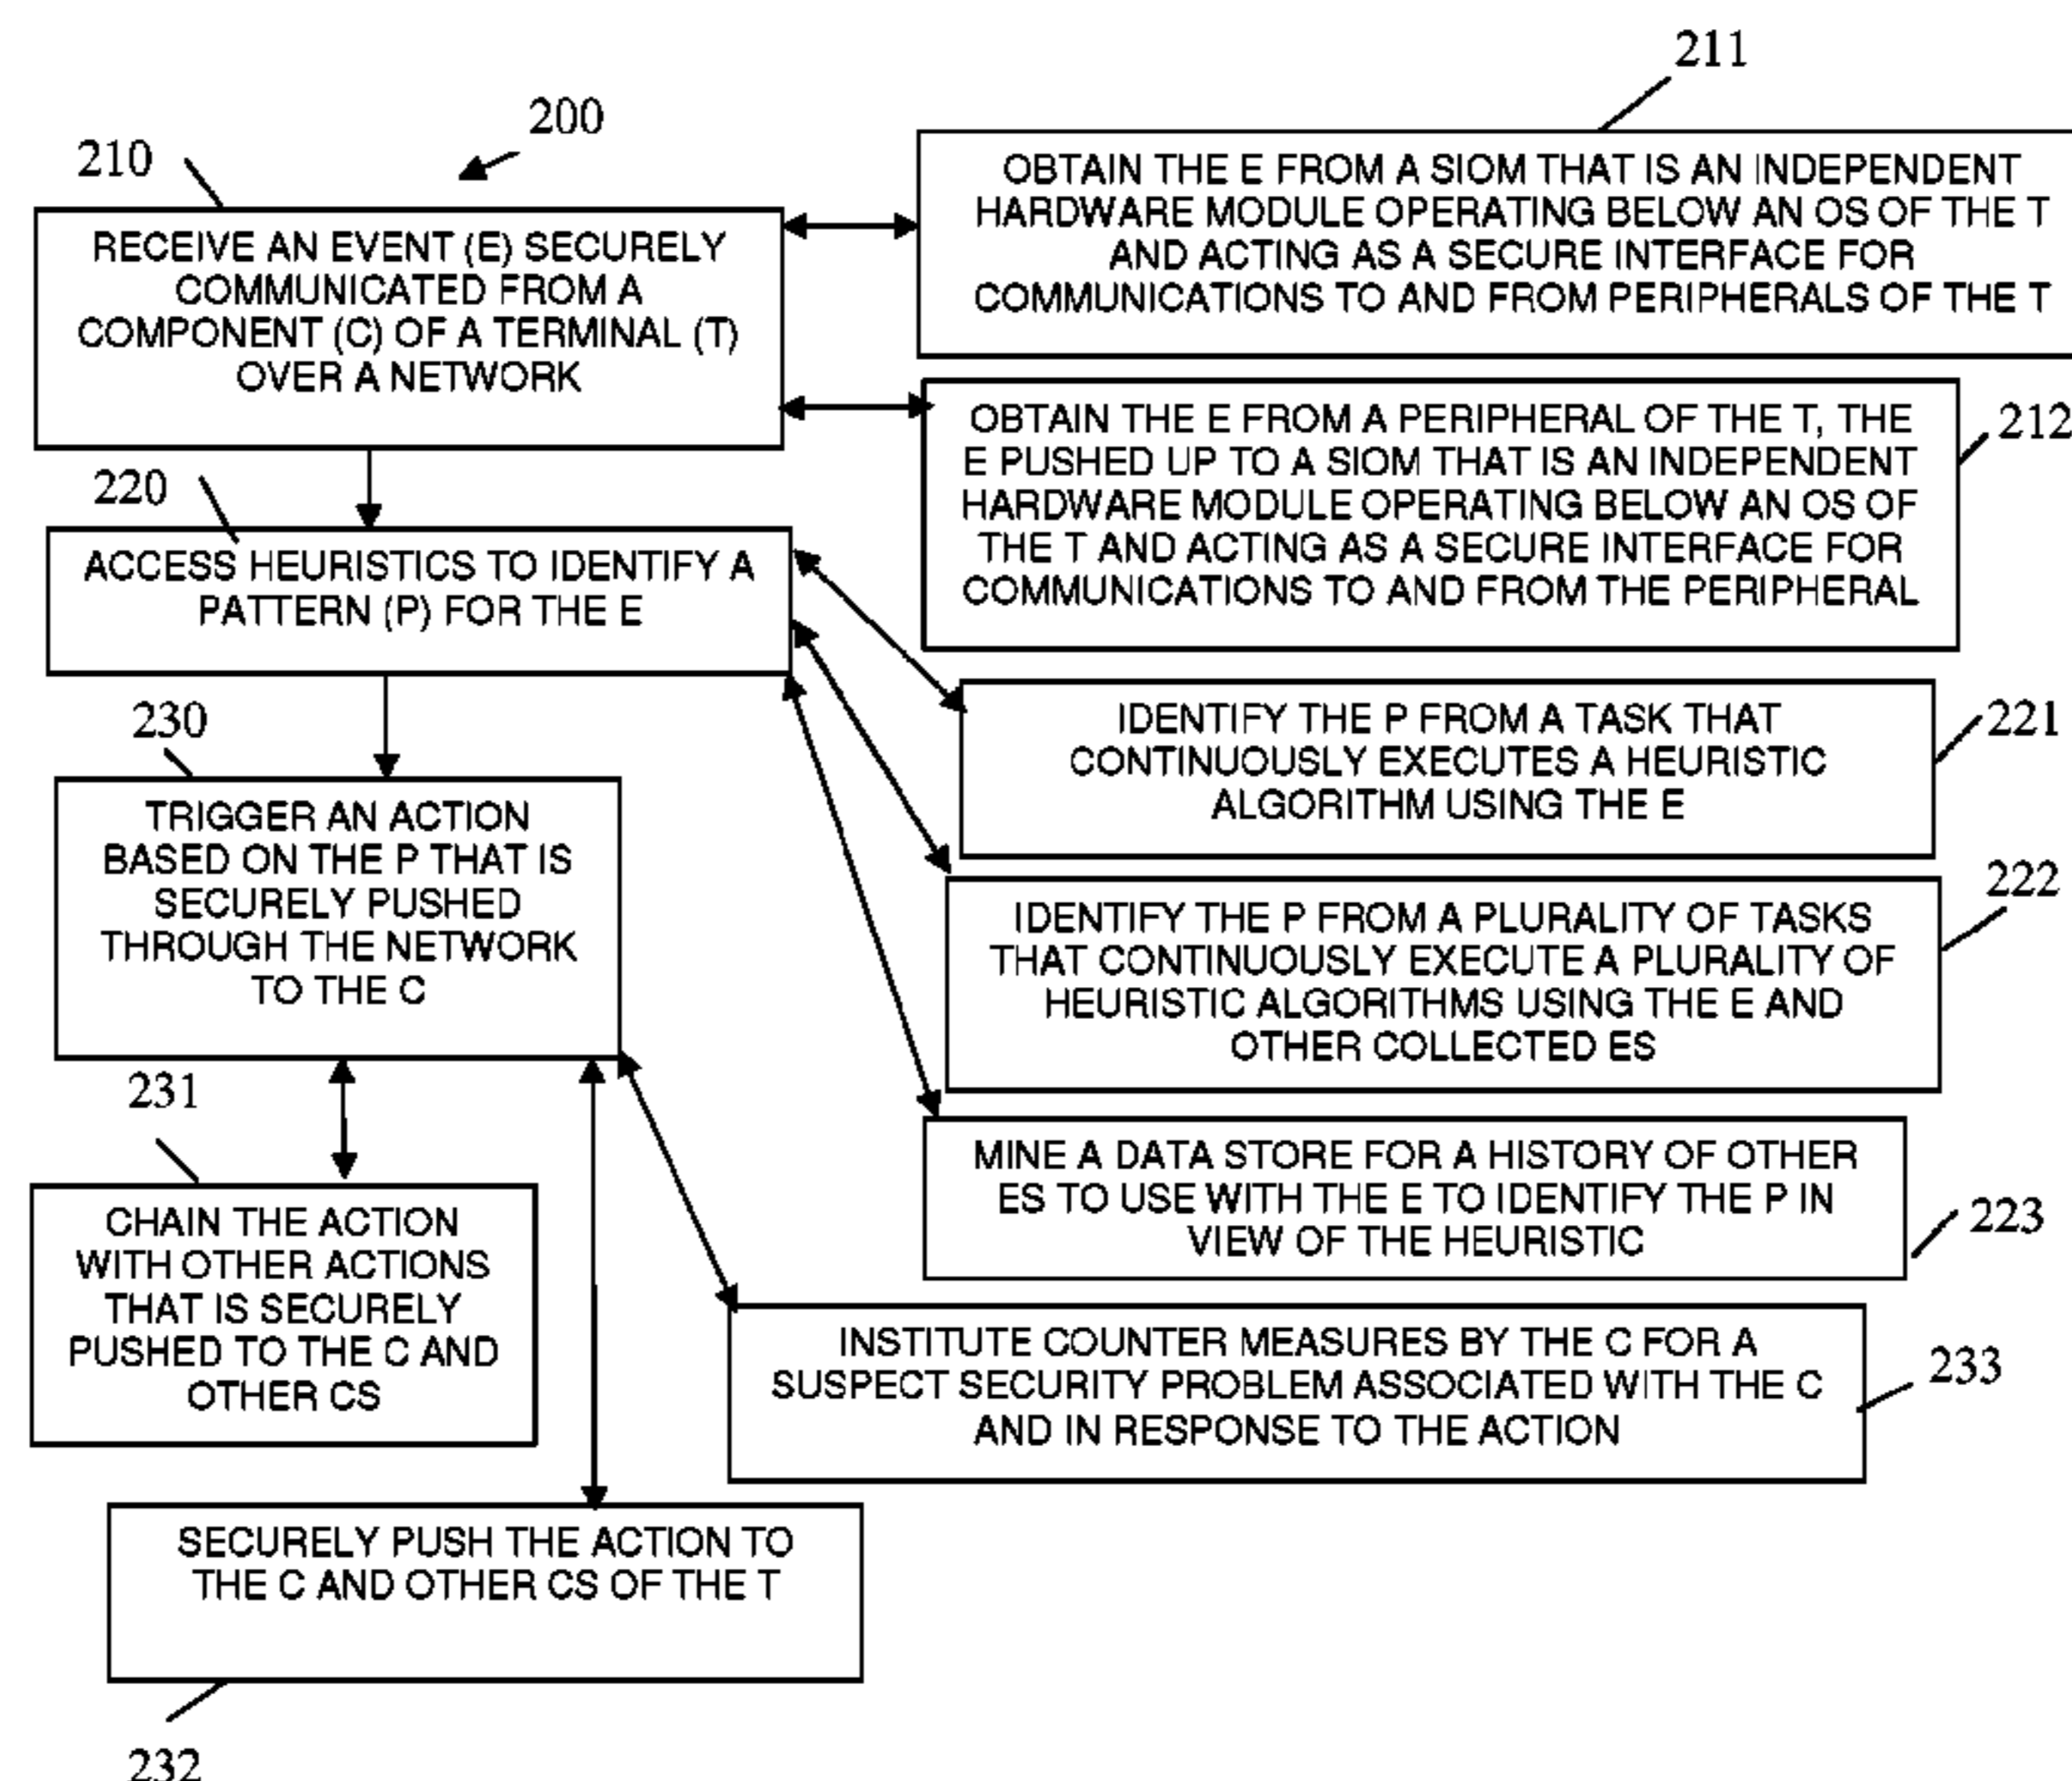 200
210
RECEIVE AN EVENT (E) SECURELY
COMMUNICATED FROM A
COMPONENT (C) OF A TERMINAL (T)
OVER A NETWORK
211
OBTAIN THE E FROM A SIOM THAT IS AN INDEPENDENT
HARDWARE MODULE OPERATING BELOW AN OS OF THE T
AND ACTING AS A SECURE INTERFACE FOR
COMMUNICATIONS TO AND FROM PERIPHERALS OF THE T
212
OBTAIN THE E FROM A PERIPHERAL OF THE T, THE
E PUSHED UP TO A SIOM THAT IS AN INDEPENDENT
HARDWARE MODULE OPERATING BELOW AN OS OF
THE T AND ACTING AS A SECURE INTERFACE FOR
COMMUNICATIONS TO AND FROM THE PERIPHERAL
220
ACCESS HEURISTICS TO IDENTIFY A
PATTERN (P) FOR THE E
221
IDENTIFY THE P FROM A TASK THAT
CONTINUOUSLY EXECUTES A HEURISTIC
ALGORITHM USING THE E
222
IDENTIFY THE P FROM A PLURALITY OF TASKS
THAT CONTINUOUSLY EXECUTE A PLURALITY OF
HEURISTIC ALGORITHMS USING THE E AND
OTHER COLLECTED ES
223
MINE A DATA STORE FOR A HISTORY OF OTHER
ES TO USE WITH THE E TO IDENTIFY THE P IN
VIEW OF THE HEURISTIC
230
TRIGGER AN ACTION
BASED ON THE P THAT IS
SECURELY PUSHED
THROUGH THE NETWORK
TO THE C
231
CHAIN THE ACTION
WITH OTHER ACTIONS
THAT IS SECURELY
PUSHED TO THE C AND
OTHER CS
233
INSTITUTE COUNTER MEASURES BY THE C FOR A
SUSPECT SECURITY PROBLEM ASSOCIATED WITH THE C
AND IN RESPONSE TO THE ACTION
SECURELY PUSH THE ACTION TO
THE C AND OTHER CS OF THE T
232